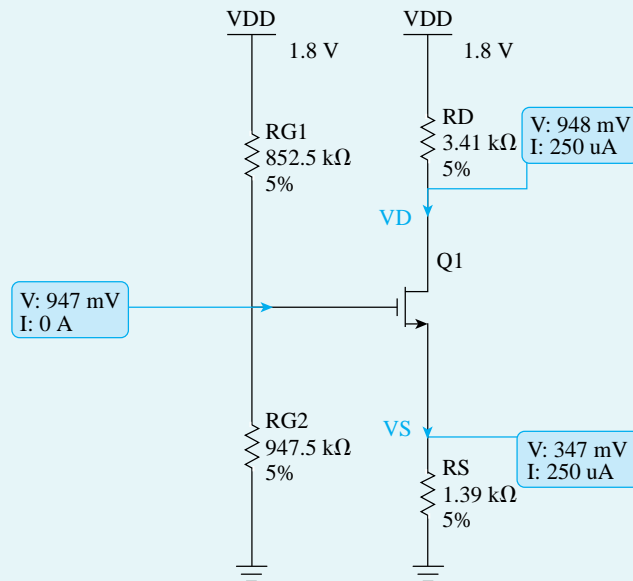 VDD
1.8 V
VDD
1.8 V
RG1
852.5 kΩ
5%
RD
3.41 kΩ
5%
V: 948 mV
I: 250 uA
VD
Q1
V: 947 mV
I: 0 A
RG2
947.5 kΩ
5%
VS
RS
1.39 kΩ
5%
V: 347 mV
I: 250 uA